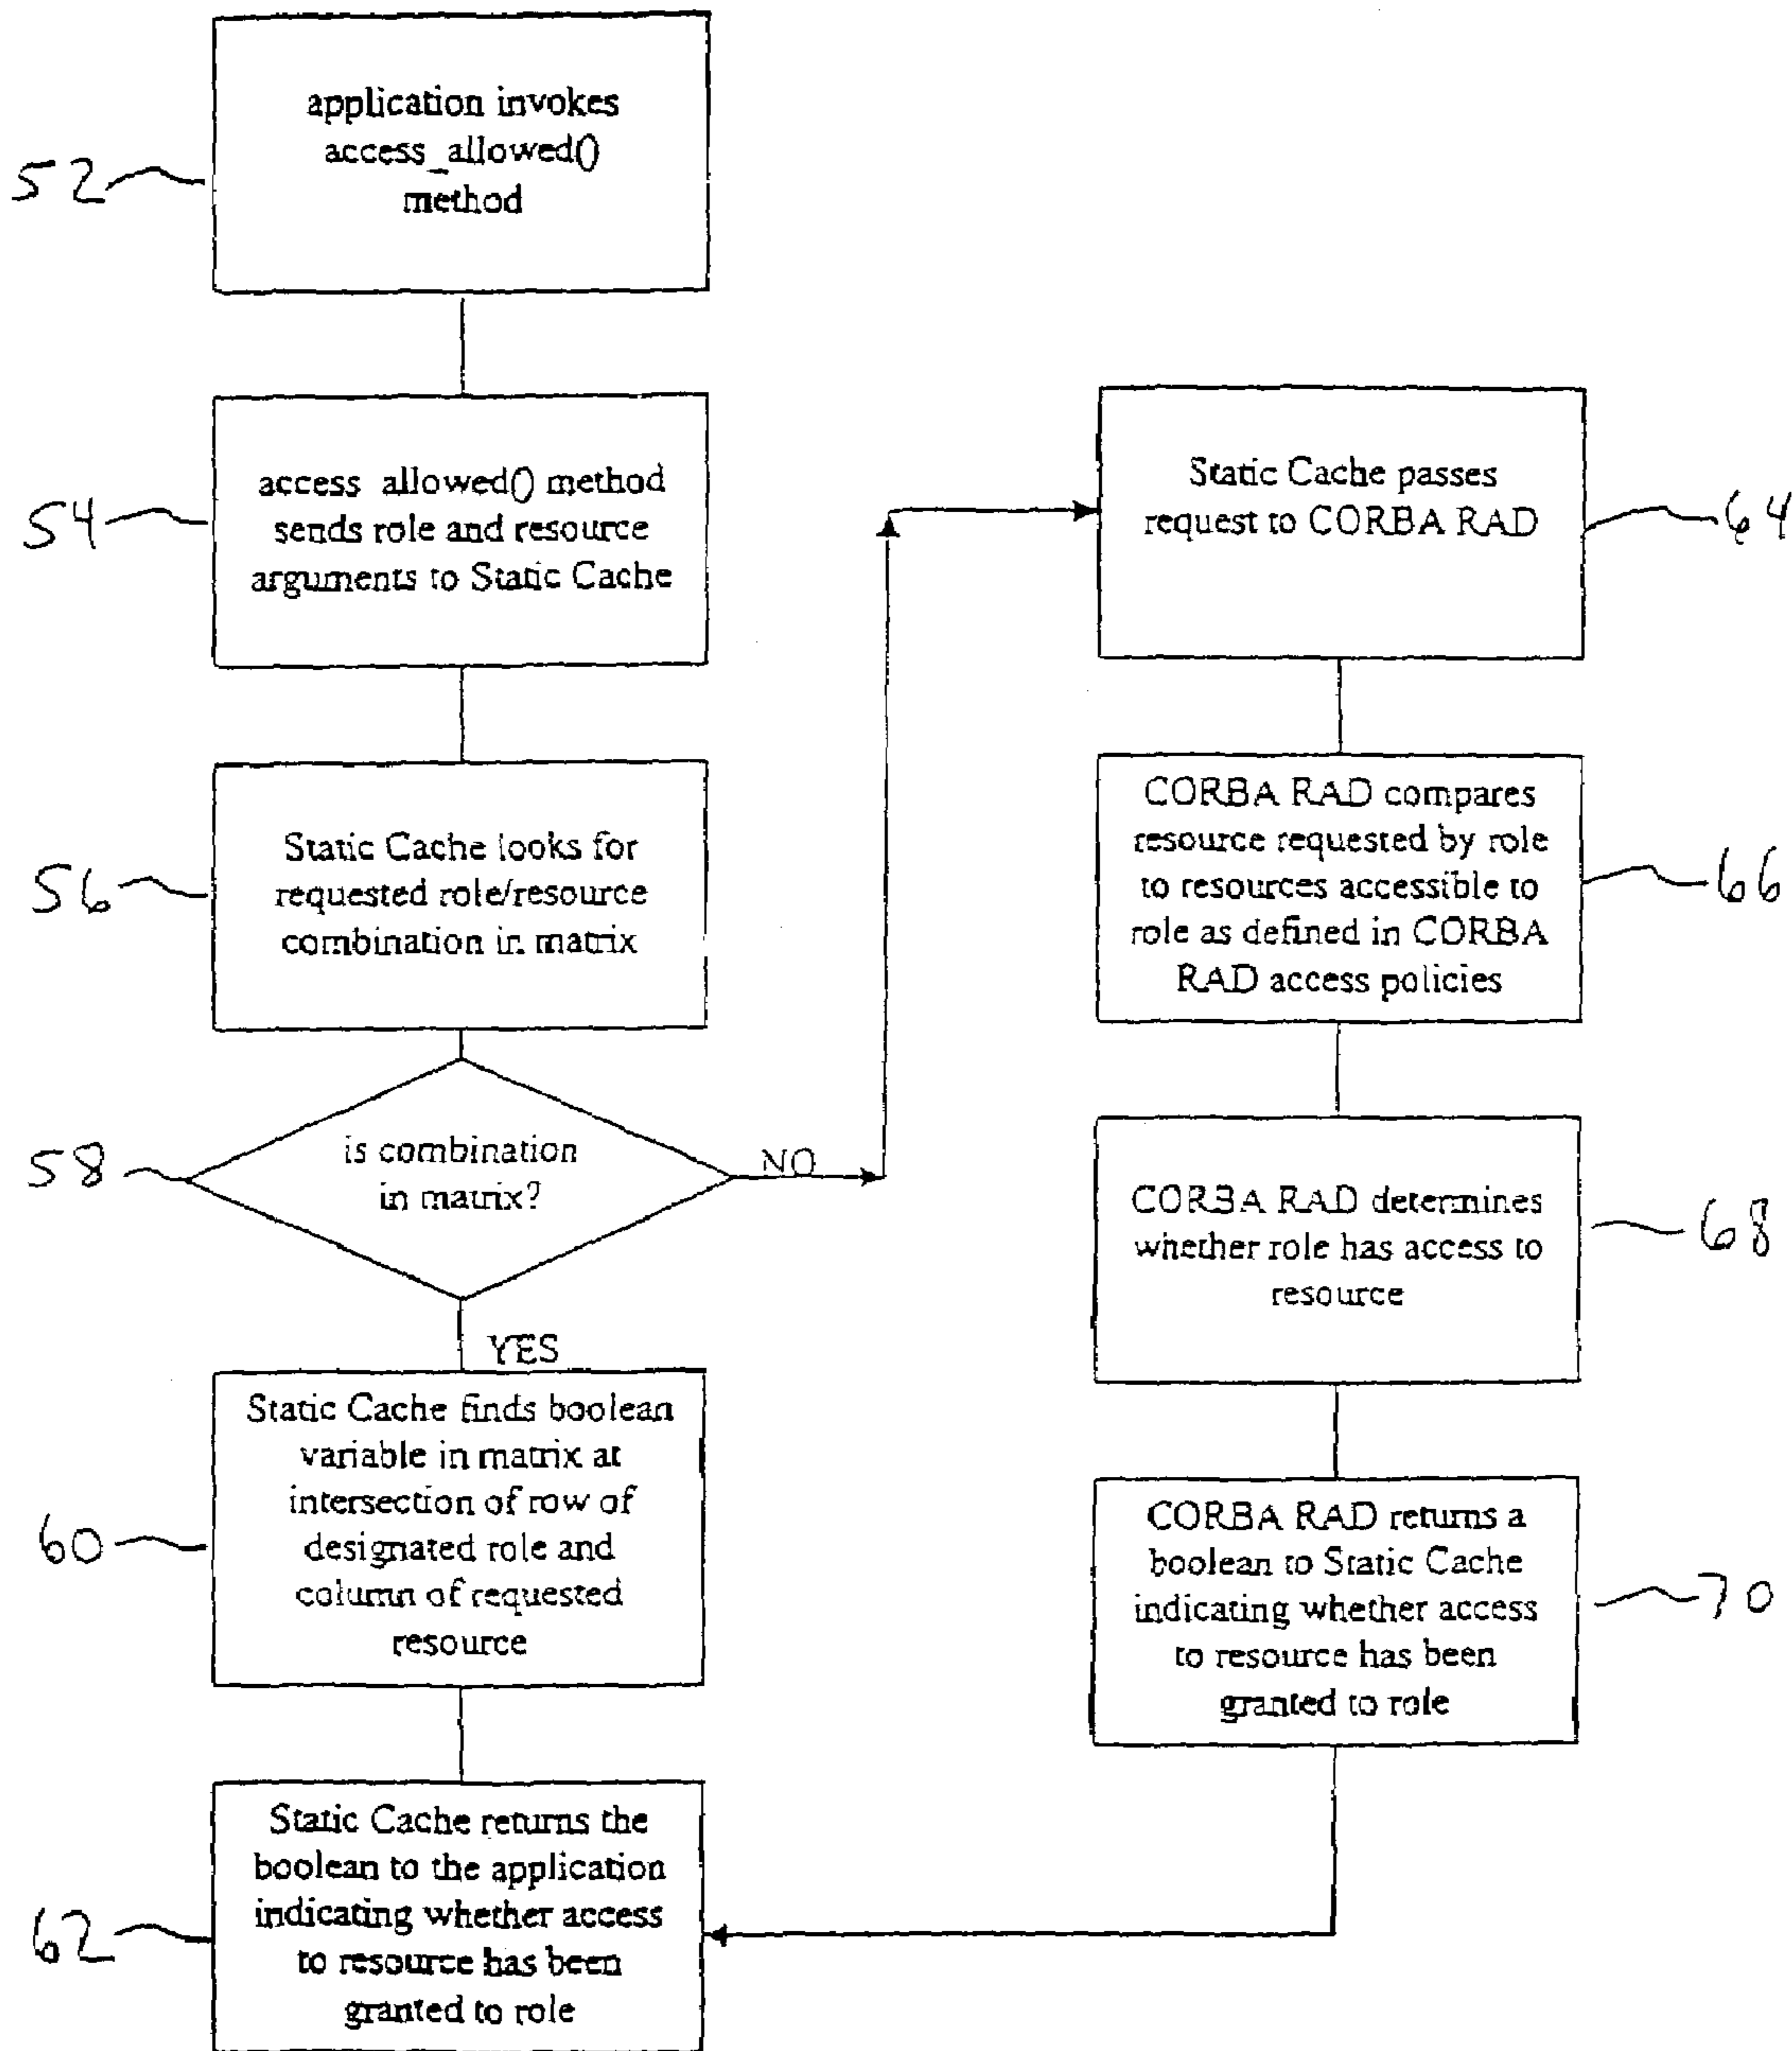 application invokes
access_allowed()
method
52
access_allowed() method
sends role and resource
arguments to Static Cache
54
Static Cache looks for
requested role/resource
combination in matrix
56
is combination
in matrix?
58
NO
YES
Static Cache finds boolean
variable in matrix at
intersection of row of
designated role and
column of requested
resource
60
Static Cache returns the
boolean to the application
indicating whether access
to resource has been
granted to role
62
Static Cache passes
request to CORBA RAD
64
CORBA RAD compares
resource requested by role
to resources accessible to
role as defined in CORBA
RAD access policies
66
CORBA RAD determines
whether role has access to
resource
68
CORBA RAD returns a
boolean to Static Cache
indicating whether access
to resource has been
granted to role
70